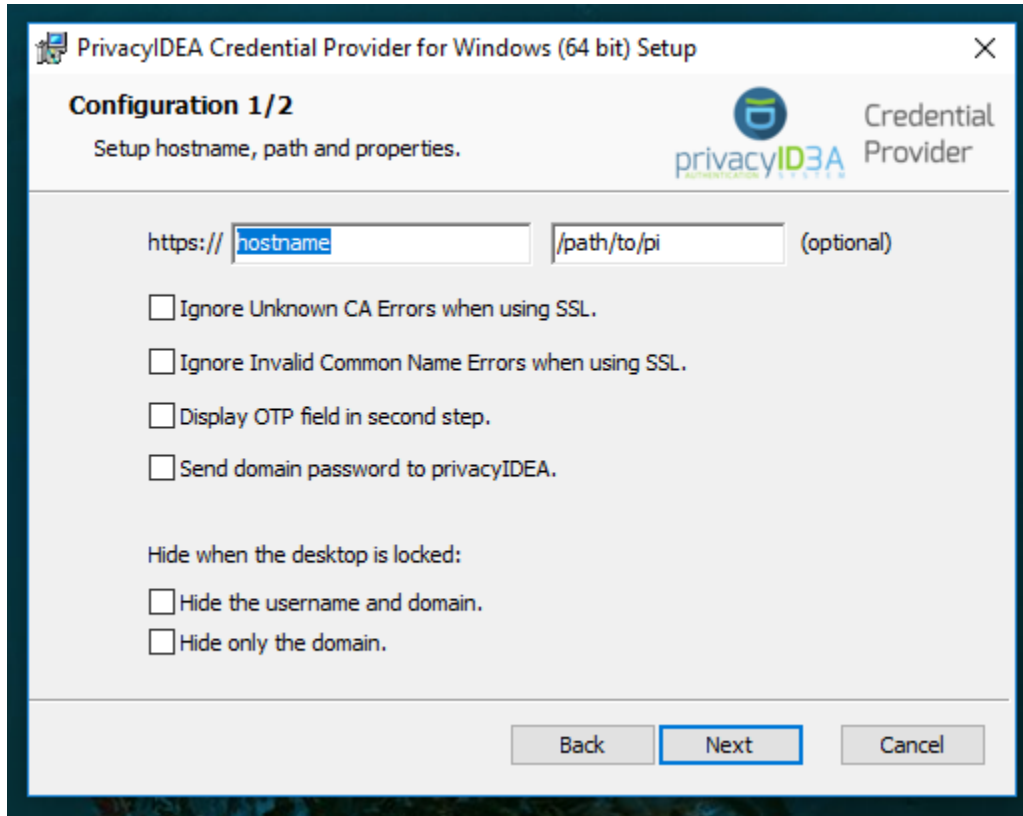 PrivacyIDEA Credential Provider for Windows (64 bit) Setup
Configuration 1/2
Setup hostname, path and properties.
privacyID3A
AUTHENTICATION SYSTEM
Credential
Provider
https:// hostname /path/to/pi (optional)
Ignore Unknown CA Errors when using SSL.
Ignore Invalid Common Name Errors when using SSL.
Display OTP field in second step.
Send domain password to privacyIDEA.
Hide when the desktop is locked:
Hide the username and domain.
Hide only the domain.
Back Next Cancel